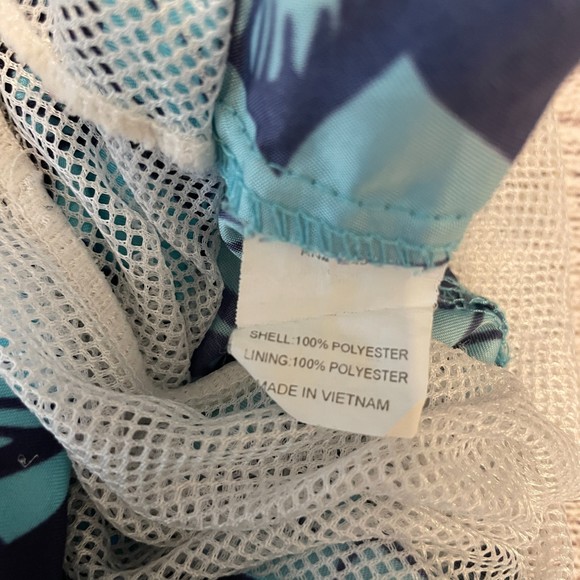 SHELL:100% POLYESTER
LINING:100% POLYESTER
MADE IN VIETNAM